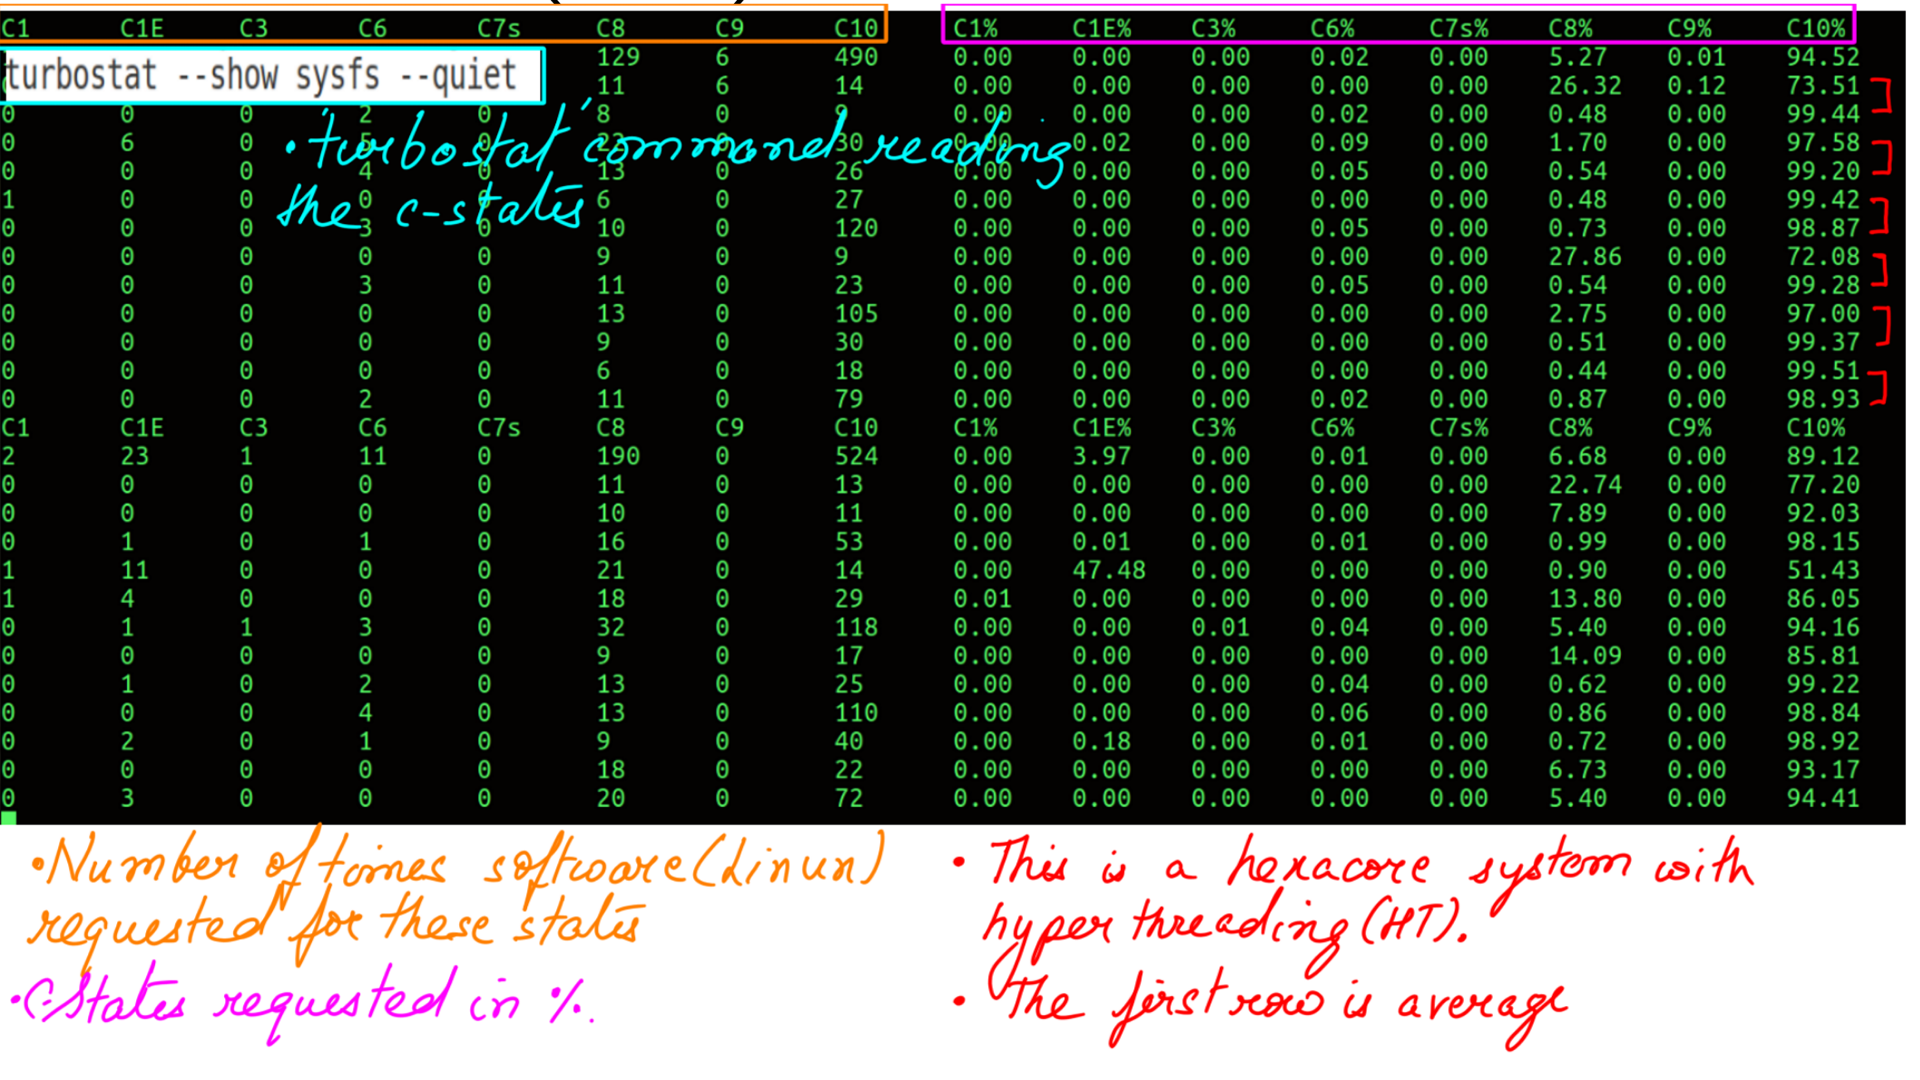 C1 C1E C3 C6 C7s C8 C9 C10 C1% C1E% C3% C6% C7s% C8% C9% C10%
turbostat --show sysfs --quiet 129 6 490 0.00 0.00 0.00 0.02 0.00 5.27 0.01 94.52
11 6 14 0.00 0.00 0.00 0.00 0.00 26.32 0.12 73.51
0 0 0 2 0 8 0 9 0.00 0.00 0.00 0.02 0.00 0.48 0.00 99.44
0 6 0 0 0 30 0.02 0.00 0.09 0.00 1.70 0.00 97.58
• turbostat command reading
0 0 0 4 0 13 0 26 0.00 0.00 0.00 0.05 0.00 0.54 0.00 99.20
1 0 0 0 0 6 0 27 0.00 0.00 0.00 0.00 0.00 0.48 0.00 99.42
the c-states
0 0 0 3 0 10 0 120 0.00 0.00 0.00 0.05 0.00 0.73 0.00 98.87
0 0 0 0 0 9 0 9 0.00 0.00 0.00 0.00 0.00 27.86 0.00 72.08
0 0 0 3 0 11 0 23 0.00 0.00 0.00 0.05 0.00 0.54 0.00 99.28
0 0 0 0 0 13 0 105 0.00 0.00 0.00 0.00 0.00 2.75 0.00 97.00
0 0 0 0 0 9 0 30 0.00 0.00 0.00 0.00 0.00 0.51 0.00 99.37
0 0 0 0 0 6 0 18 0.00 0.00 0.00 0.00 0.00 0.44 0.00 99.51
0 0 0 2 0 11 0 79 0.00 0.00 0.00 0.02 0.00 0.87 0.00 98.93
C1 C1E C3 C6 C7s C8 C9 C10 C1% C1E% C3% C6% C7s% C8% C9% C10%
2 23 1 11 0 190 0 524 0.00 3.97 0.00 0.01 0.00 6.68 0.00 89.12
0 0 0 0 0 11 0 13 0.00 0.00 0.00 0.00 0.00 22.74 0.00 77.20
0 0 0 0 0 10 0 11 0.00 0.00 0.00 0.00 0.00 7.89 0.00 92.03
0 1 0 1 0 16 0 53 0.00 0.01 0.00 0.01 0.00 0.99 0.00 98.15
1 11 0 0 0 21 0 14 0.00 47.48 0.00 0.00 0.00 0.90 0.00 51.43
1 4 0 0 0 18 0 29 0.01 0.00 0.00 0.00 0.00 13.80 0.00 86.05
0 1 1 3 0 32 0 118 0.00 0.00 0.01 0.04 0.00 5.40 0.00 94.16
0 0 0 0 0 9 0 17 0.00 0.00 0.00 0.00 0.00 14.09 0.00 85.81
0 1 0 2 0 13 0 25 0.00 0.00 0.00 0.04 0.00 0.62 0.00 99.22
0 0 0 4 0 13 0 110 0.00 0.00 0.00 0.06 0.00 0.86 0.00 98.84
0 2 0 1 0 9 0 40 0.00 0.18 0.00 0.01 0.00 0.72 0.00 98.92
0 0 0 0 0 18 0 22 0.00 0.00 0.00 0.00 0.00 6.73 0.00 93.17
0 3 0 0 0 20 0 72 0.00 0.00 0.00 0.00 0.00 5.40 0.00 94.41
• Number of times software (Linux)
requested for these states
• C-States requested in %.
• This is a hexacore system with
hyper threading (HT).
• The first row is average